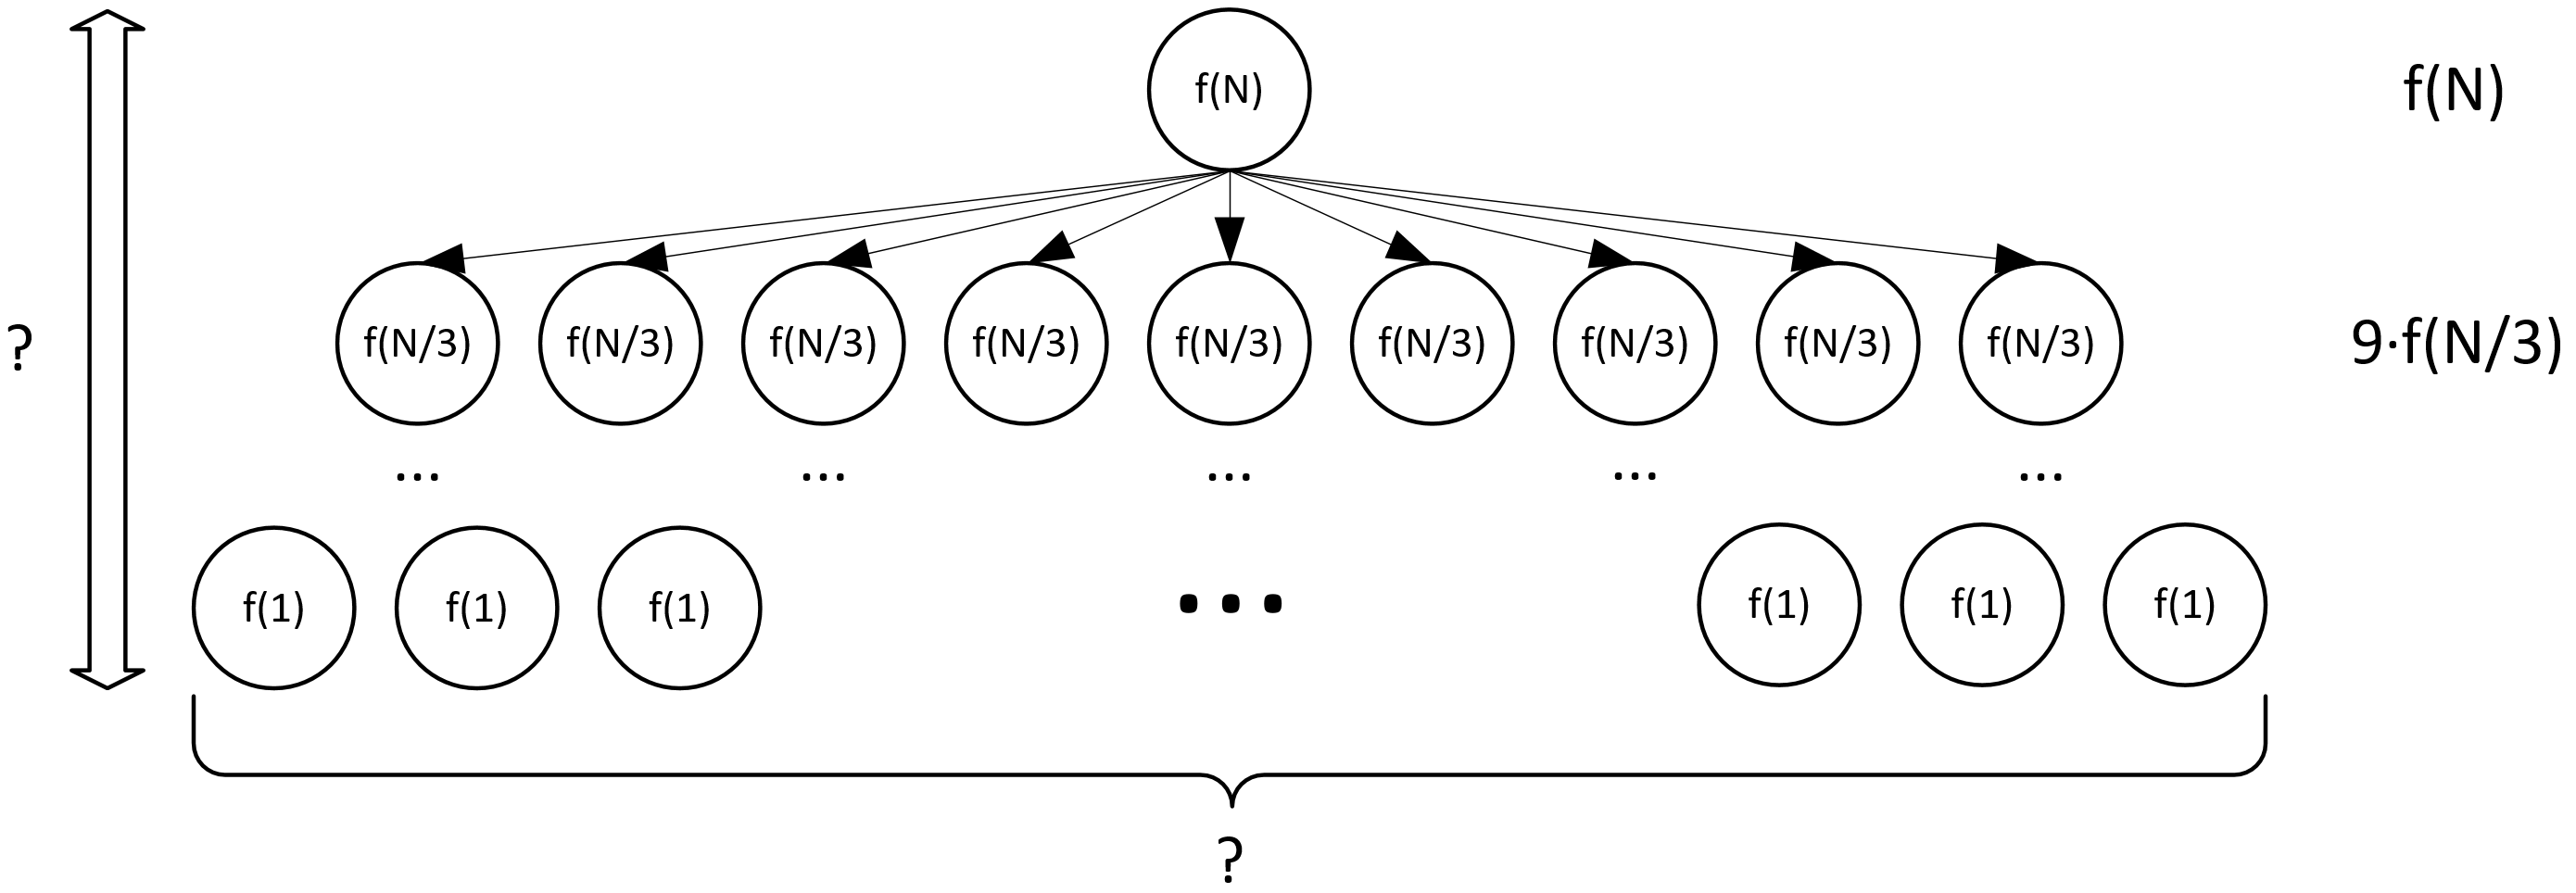 f(N) f(N)
? f(N/3) f(N/3) f(N/3) f(N/3) f(N/3) f(N/3) f(N/3) f(N/3) f(N/3) 9·f(N/3)
... ... ... ... ...
f(1) f(1) f(1) ... f(1) f(1) f(1)
?